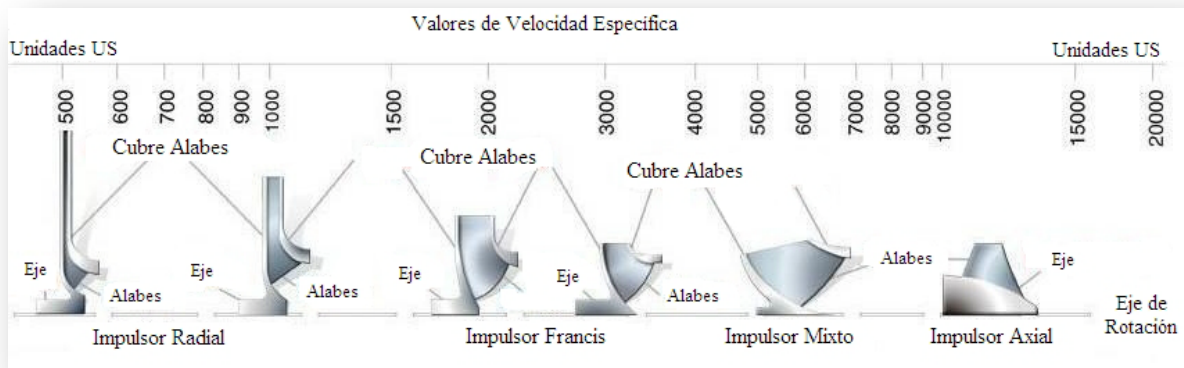 Valores de Velocidad Especifica
Unidades US
Unidades US
500
600
700
800
900
1000
1500
2000
3000
4000
5000
6000
7000
8000
9000
10000
15000
20000
Cubre Alabes
Cubre Alabes
Cubre Alabes
Eje
Alabes
Eje
Alabes
Eje
Eje
Alabes
Alabes
Eje
Eje de
Rotación
Impulsor Radial
Impulsor Francis
Impulsor Mixto
Impulsor Axial